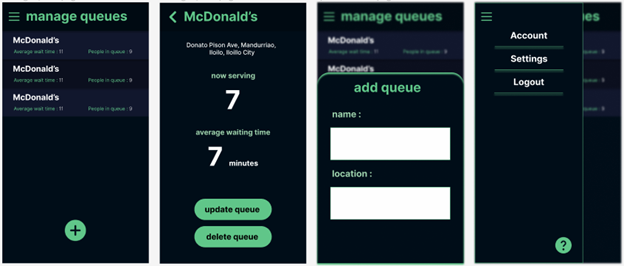 manage queues
McDonald's
Average wait time : 11 People in queue : 9
McDonald's
Average wait time : 11 People in queue : 9
McDonald's
Average wait time : 11 People in queue : 9
+
McDonald's
Donato Pison Ave, Mandurriao,
Iloilo, Iloillo City
now serving
7
average waiting time
7 minutes
update queue
delete queue
manage queues
McDonald's
Average wait time : 11 People in queue : 9
McDonald's
add queue
name :
location :
Account
Settings
Logout
?
ues